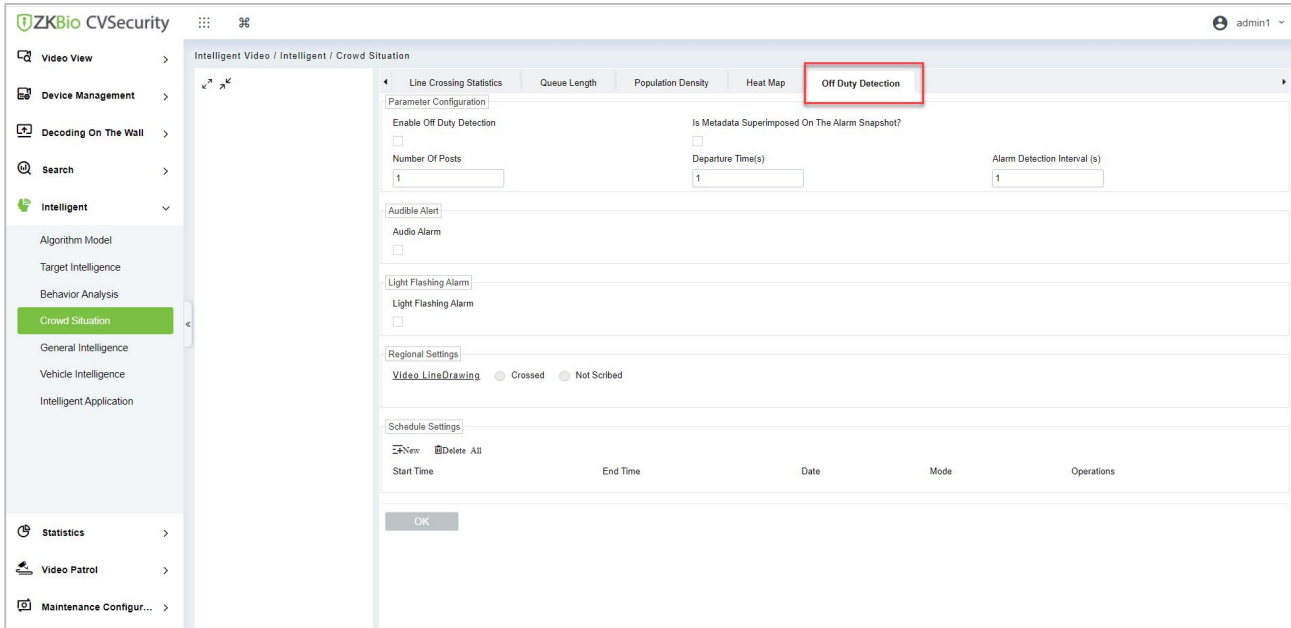 ZKBio CVSecurity
admin1
Video View
Device Management
Decoding On The Wall
Search
Intelligent
Algorithm Model
Target Intelligence
Behavior Analysis
Crowd Situation
General Intelligence
Vehicle Intelligence
Intelligent Application
Statistics
Video Patrol
Maintenance Configur...
Intelligent Video / Intelligent / Crowd Situation
Line Crossing Statistics Queue Length Population Density Heat Map Off Duty Detection
Parameter Configuration
Enable Off Duty Detection Is Metadata Superimposed On The Alarm Snapshot?
Number Of Posts Departure Time(s) Alarm Detection Interval (s)
1 1 1
Audible Alert
Audio Alarm
Light Flashing Alarm
Light Flashing Alarm
Regional Settings
Video LineDrawing Crossed Not Scribed
Schedule Settings
New Delete All
Start Time End Time Date Mode Operations
OK